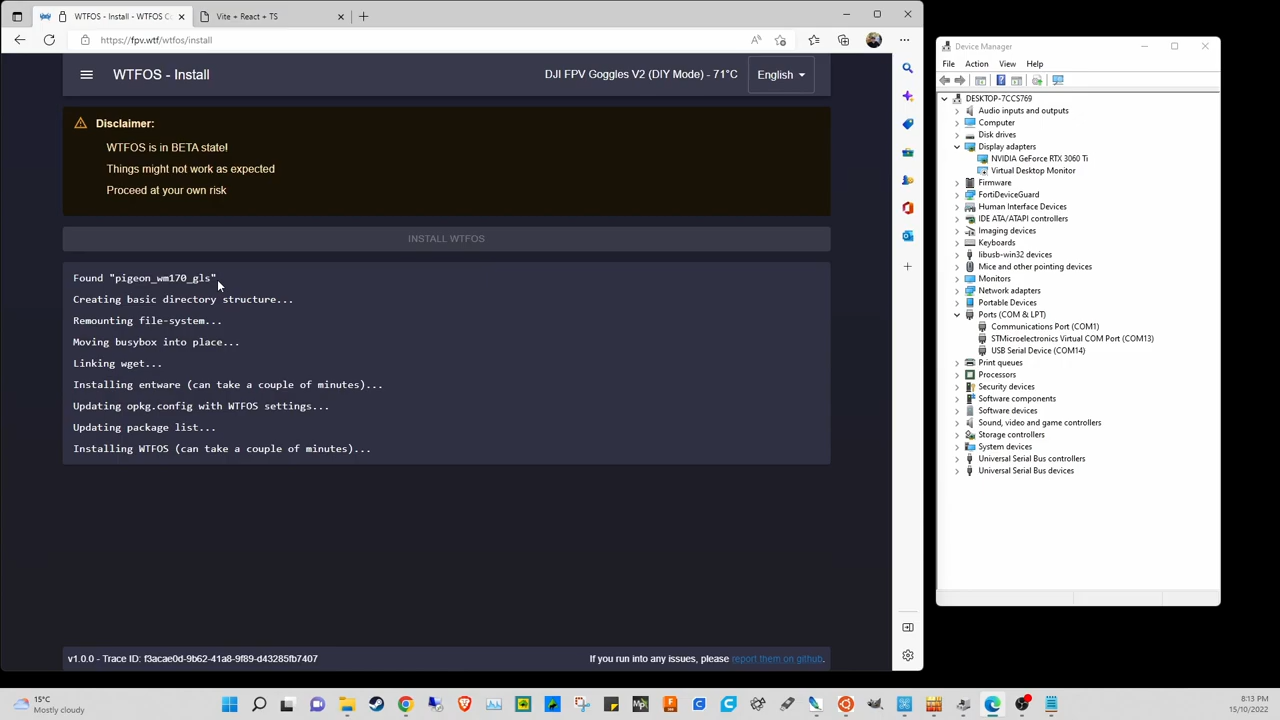 WTFOS - Install - WTFOS C
Vite + React + TS
https://fpv.wtf/wtfos/install
WTFOS - Install
DJI FPV Goggles V2 (DIY Mode) - 71°C
English
Disclaimer:
WTFOS is in BETA state!
Things might not work as expected
Proceed at your own risk
INSTALL WTFOS
Found "pigeon_wm170_gls"
Creating basic directory structure...
Remounting file-system...
Moving busybox into place...
Linking wget...
Installing entware (can take a couple of minutes)...
Updating opkg.config with WTFOS settings...
Updating package list...
Installing WTFOS (can take a couple of minutes)...
v1.0.0 - Trace ID:
If you run into any issues, please report them on github.
Device Manager
File Action View Help
DESKTOP-7CCS769
Audio inputs and outputs
Computer
Disk drives
Display adapters
NVIDIA GeForce RTX 3060 Ti
Virtual Desktop Monitor
Firmware
FortiDeviceGuard
Human Interface Devices
IDE ATA/ATAPI controllers
Imaging devices
Keyboards
libusb-win32 devices
Mice and other pointing devices
Monitors
Network adapters
Portable Devices
Ports (COM & LPT)
Communications Port (COM1)
STMicroelectronics Virtual COM Port (COM13)
USB Serial Device (COM14)
Print queues
Processors
Security devices
Software components
Software devices
Sound, video and game controllers
Storage controllers
System devices
Universal Serial Bus controllers
Universal Serial Bus devices
15°C
Mostly cloudy
8:13 PM
15/10/2022